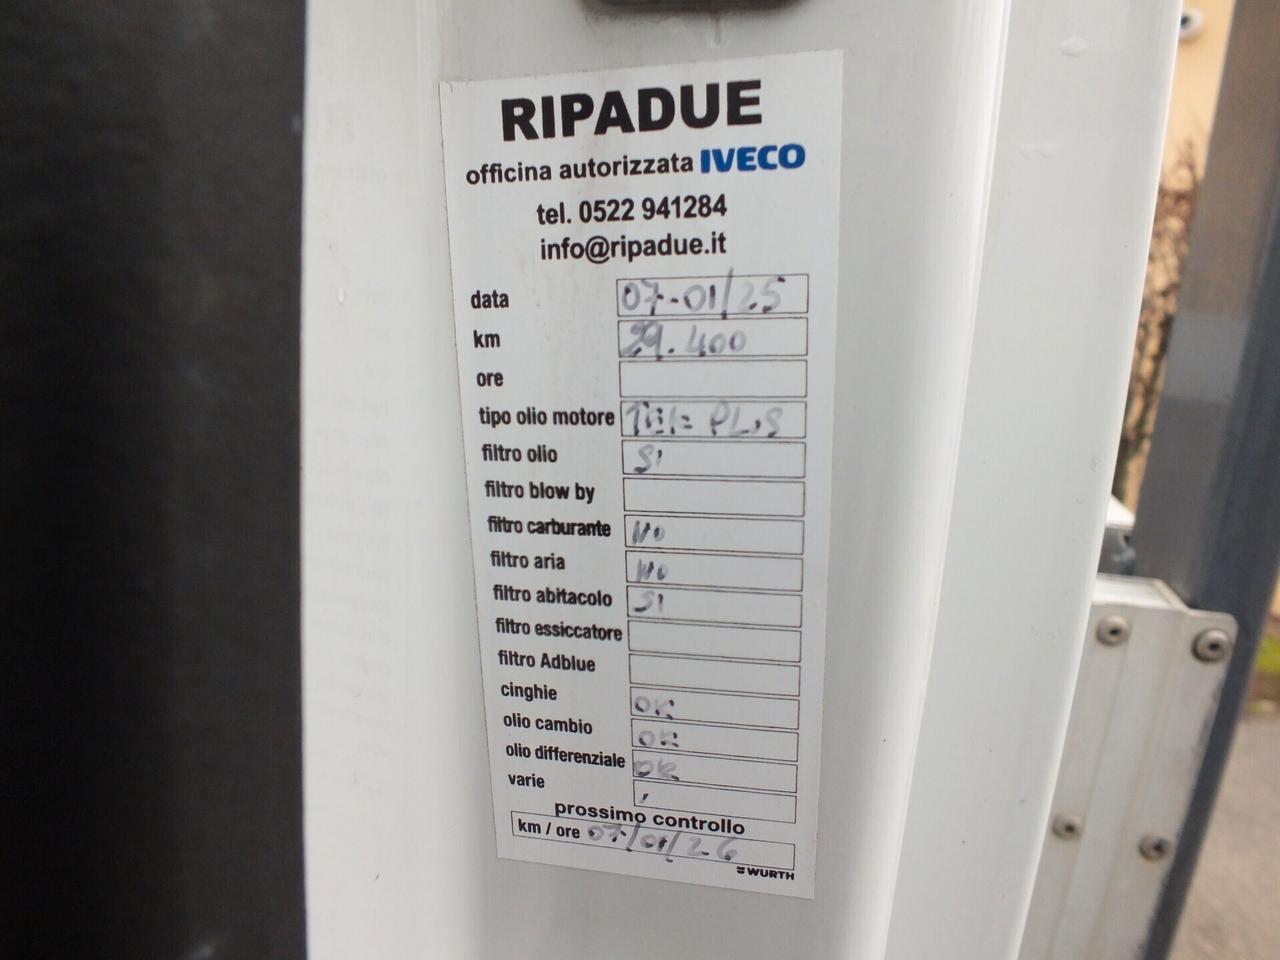 RIPADUE
officina autorizzata IVECO
tel. 0522 941284
info@ripadue.it
data 07-01/25
km 29.400
ore
tipo olio motore PLUS
filtro olio Si
filtro blow by
filtro carburante NO
filtro aria NO
filtro abitacolo SI
filtro essiccatore
filtro Adblue
cinghie OK
olio cambio OK
olio differenziale OK
varie
prossimo controllo
km / ore 07/01/26
WURTH